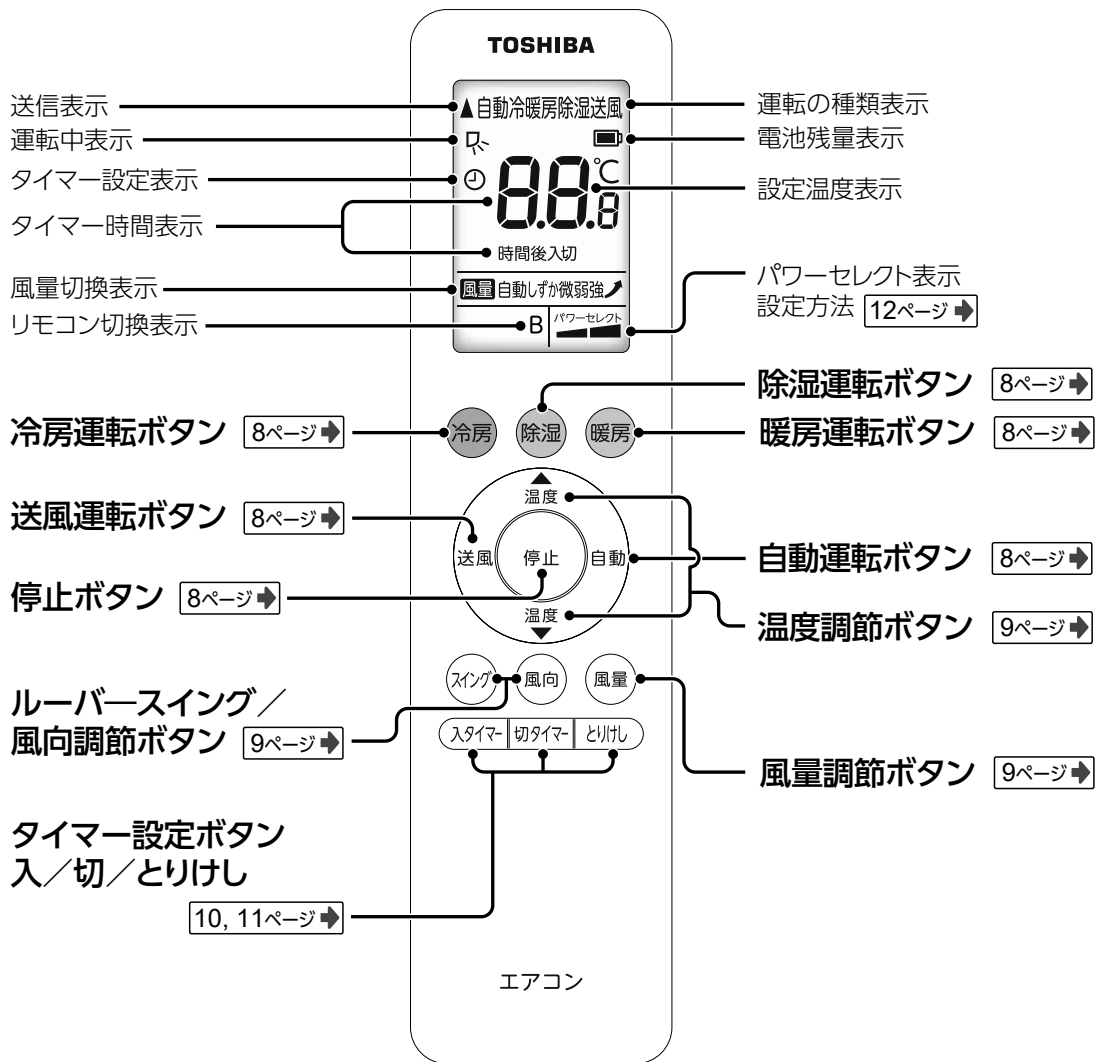 TOSHIBA
送信表示
運転中表示
タイマー設定表示
タイマー時間表示
風量切換表示
リモコン切換表示
▲自動冷暖房除湿送風
88.8℃
時間後入切
風量 自動しずか微弱強
B
パワーセレクト
運転の種類表示
電池残量表示
設定温度表示
パワーセレクト表示
設定方法 12ページ
冷房運転ボタン 8ページ
送風運転ボタン 8ページ
停止ボタン 8ページ
ルーバースイング／
風向調節ボタン 9ページ
タイマー設定ボタン
入／切／とりけし
10, 11ページ
冷房 除湿 暖房
▲
温度
送風 停止 自動
温度
▼
スイング 風向 風量
入タイマー 切タイマー とりけし
除湿運転ボタン 8ページ
暖房運転ボタン 8ページ
自動運転ボタン 8ページ
温度調節ボタン 9ページ
風量調節ボタン 9ページ
エアコン